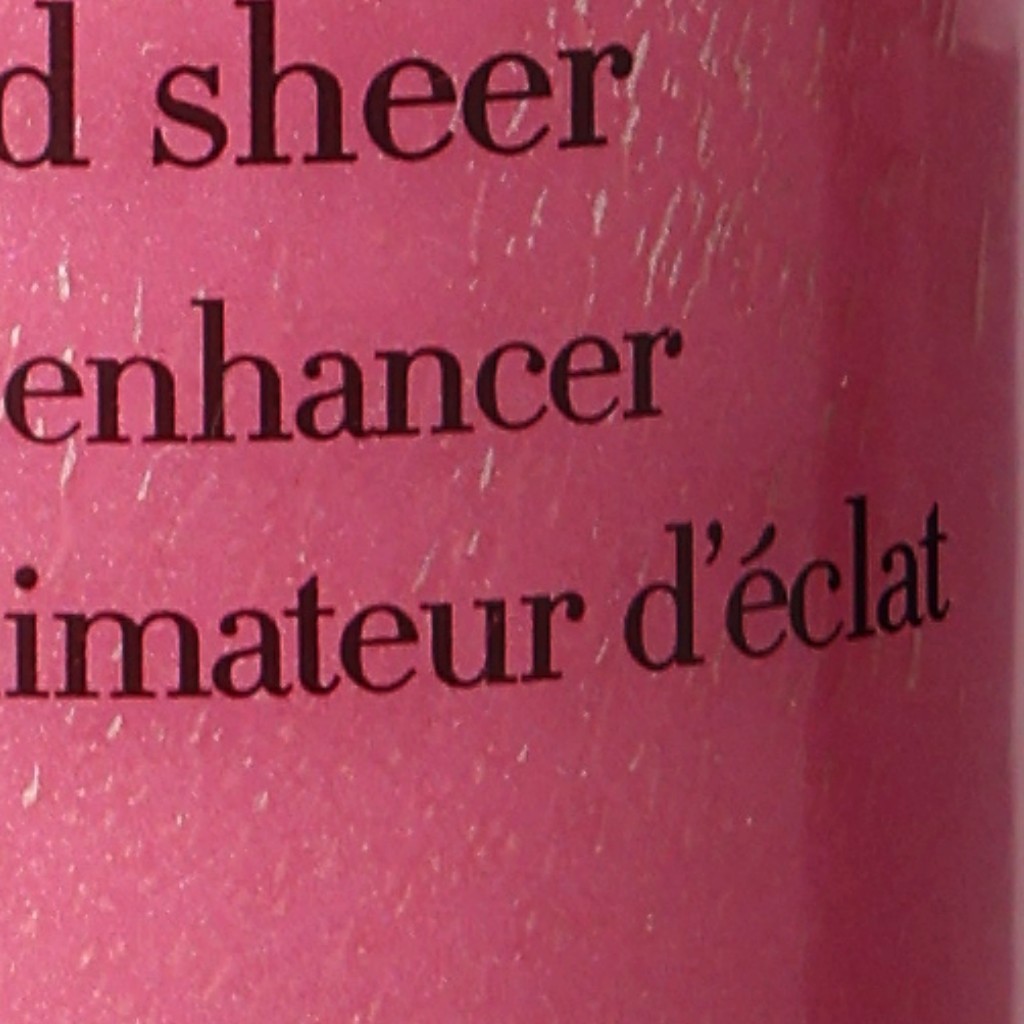 d sheer
enhancer
imateur d'éclat